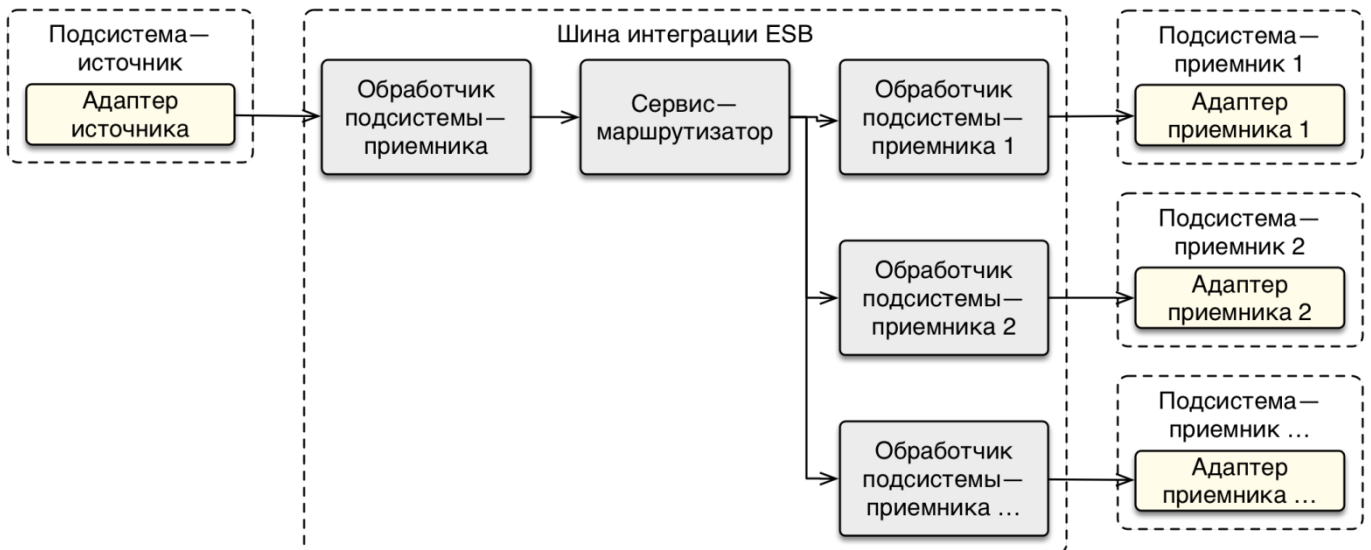 Подсистема—
источник
Адаптер
источника
Шина интеграции ESB
Обработчик
подсистемы—
приемника
Сервис—
маршрутизатор
Обработчик
подсистемы—
приемника 1
Подсистема—
приемник 1
Адаптер
приемника 1
Обработчик
подсистемы—
приемника 2
Подсистема—
приемник 2
Адаптер
приемника 2
Обработчик
подсистемы—
приемника ...
Подсистема—
приемник ...
Адаптер
приемника ...